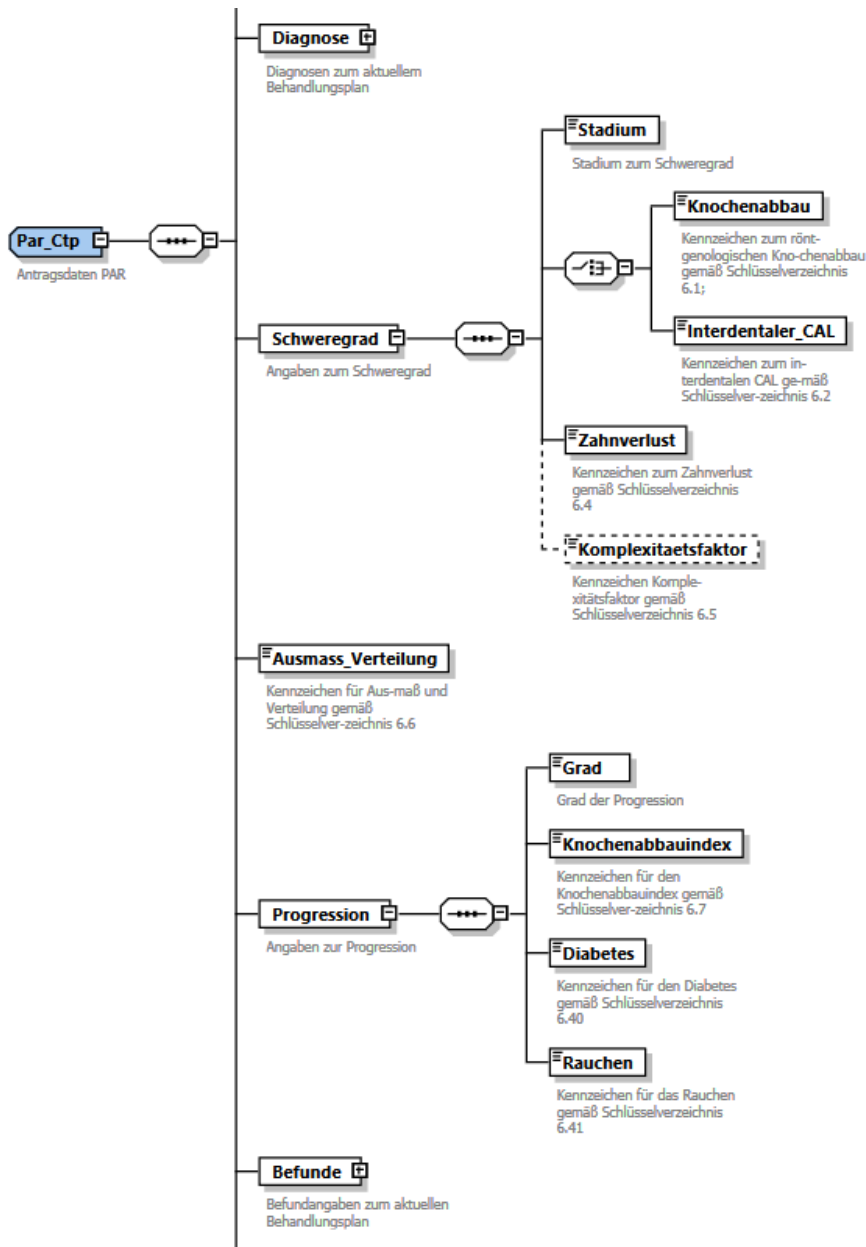 Diagnose
Diagnosen zum aktuellem
Behandlungsplan
Stadium
Stadium zum Schweregrad
Knochenabbau
Kennzeichen zum rönt-
genologischen Kno-chenabbau
gemäß Schlüsselverzeichnis
6.1;
Par_Ctp
Antragsdaten PAR
Schweregrad
Angaben zum Schweregrad
Interdentaler_CAL
Kennzeichen zum in-
terdentalen CAL ge-mäß
Schlüsselver-zeichnis 6.2
Zahnverlust
Kennzeichen zum Zahnverlust
gemäß Schlüsselverzeichnis
6.4
Komplexitaetsfaktor
Kennzeichen Komple-
xitätsfaktor gemäß
Schlüsselverzeichnis 6.5
Ausmass_Verteilung
Kennzeichen für Aus-maß und
Verteilung gemäß
Schlüsselver-zeichnis 6.6
Grad
Grad der Progression
Knochenabbauindex
Kennzeichen für den
Knochenabbauindex gemäß
Schlüsselver-zeichnis 6.7
Progression
Angaben zur Progression
Diabetes
Kennzeichen für den Diabetes
gemäß Schlüsselverzeichnis
6.40
Rauchen
Kennzeichen für das Rauchen
gemäß Schlüsselverzeichnis
6.41
Befunde
Befundangaben zum aktuellen
Behandlungsplan